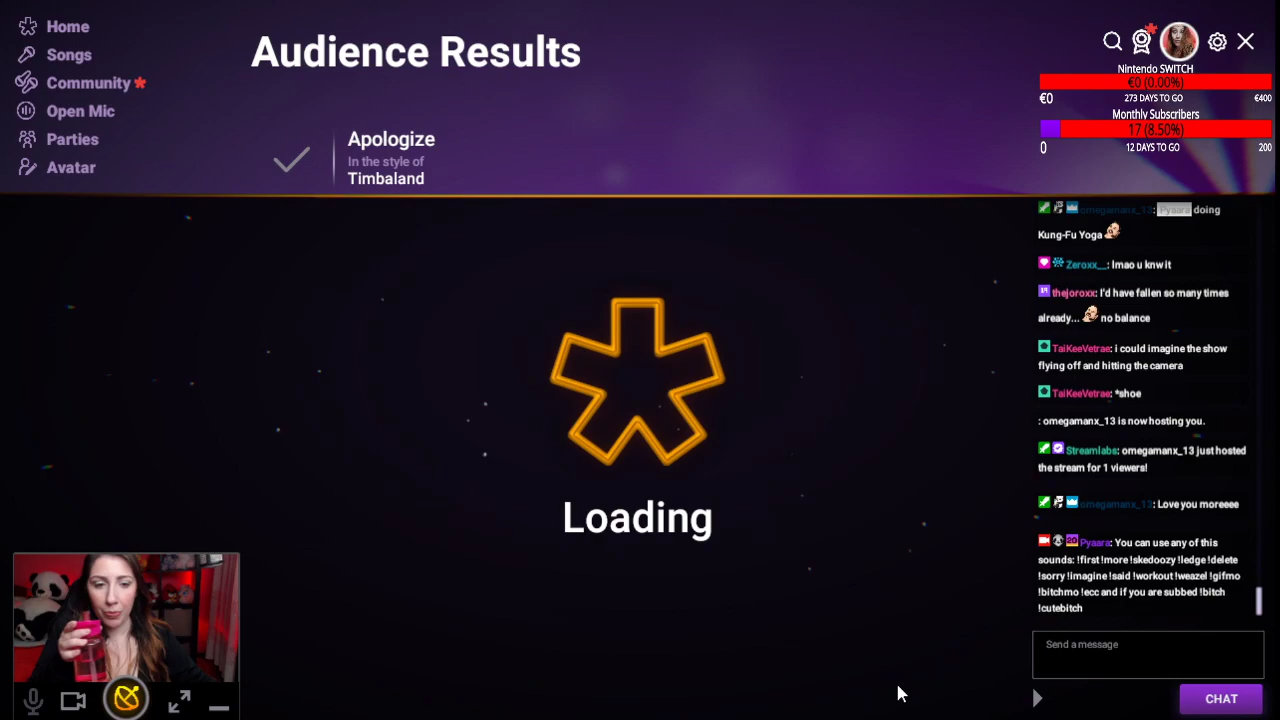 Home
Songs
Community
Open Mic
Parties
Avatar
Audience Results
Apologize
In the style of
Timbaland
Nintendo SWITCH
€0 (0.00%)
€0 273 DAYS TO GO €400
Monthly Subscribers
17 (8.50%)
0 12 DAYS TO GO 200
omegamanx_13: Pyaara doing
Kung-Fu Yoga
Zeroxx__: lmao u knw it
thejoroxx: I'd have fallen so many times
already... no balance
TaiKeeVetrae: i could imagine the show
flying off and hitting the camera
TaiKeeVetrae: *shoe
: omegamanx_13 is now hosting you.
Streamlabs: omegamanx_13 just hosted
the stream for 1 viewers!
omegamanx_13: Love you moreeee
Pyaara: You can use any of this
sounds: !first !more !skedoozy !ledge !delete
!sorry !imagine !said !workout !weazel !gifmo
!bitchmo !ecc and if you are subbed !bitch
!cutebitch
Loading
Send a message
CHAT